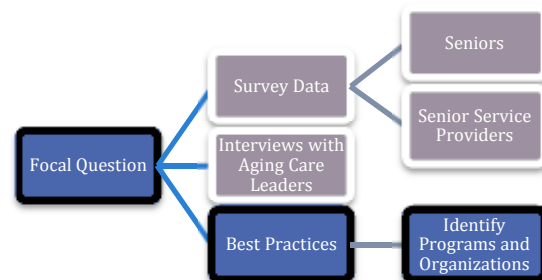 Seniors
Survey Data
Senior Service
Providers
Focal Question
Interviews with
Aging Care
Leaders
Best Practices
Identify
Programs and
Organizations